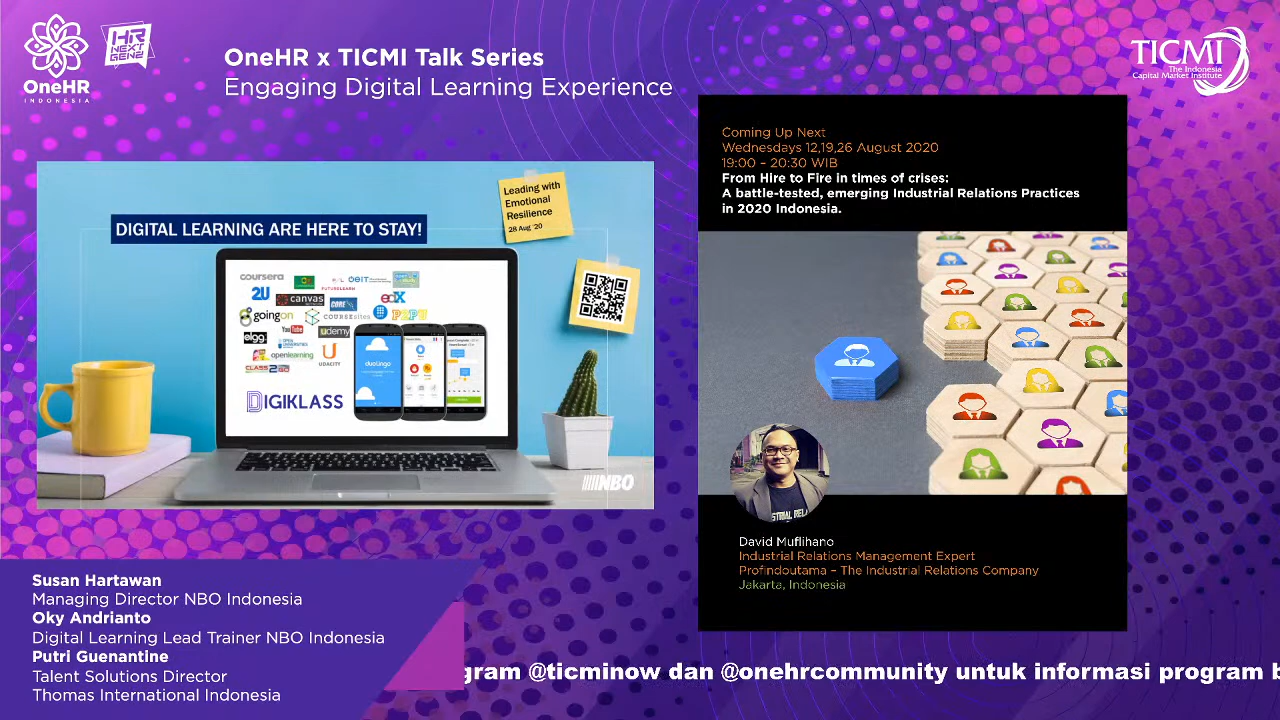 OneHR
INDONESIA
HR
NEXT
GEN
OneHR x TICMI Talk Series
Engaging Digital Learning Experience
TICMI
The Indonesia
Capital Market Institute
DIGITAL LEARNING ARE HERE TO STAY!
Leading with
Emotional
Resilience
28 Aug '20
coursera
2U
canvas
FUTURELEARN
edX
goingon
COURSEsites
P2PU
YouTube
udemy
elgg
OPEN
UNIVERSITIES
openlearning
UDACITY
duolingo
DIGIKLASS
NBO
Coming Up Next
Wednesdays 12,19,26 August 2020
19:00 – 20:30 WIB
From Hire to Fire in times of crises:
A battle-tested, emerging Industrial Relations Practices
in 2020 Indonesia.
David Muflihano
Industrial Relations Management Expert
Profindoutama – The Industrial Relations Company
Jakarta, Indonesia
Susan Hartawan
Managing Director NBO Indonesia
Oky Andrianto
Digital Learning Lead Trainer NBO Indonesia
Putri Guenantine
Talent Solutions Director
Thomas International Indonesia
gram @ticminow dan @onehrcommunity untuk informasi program b